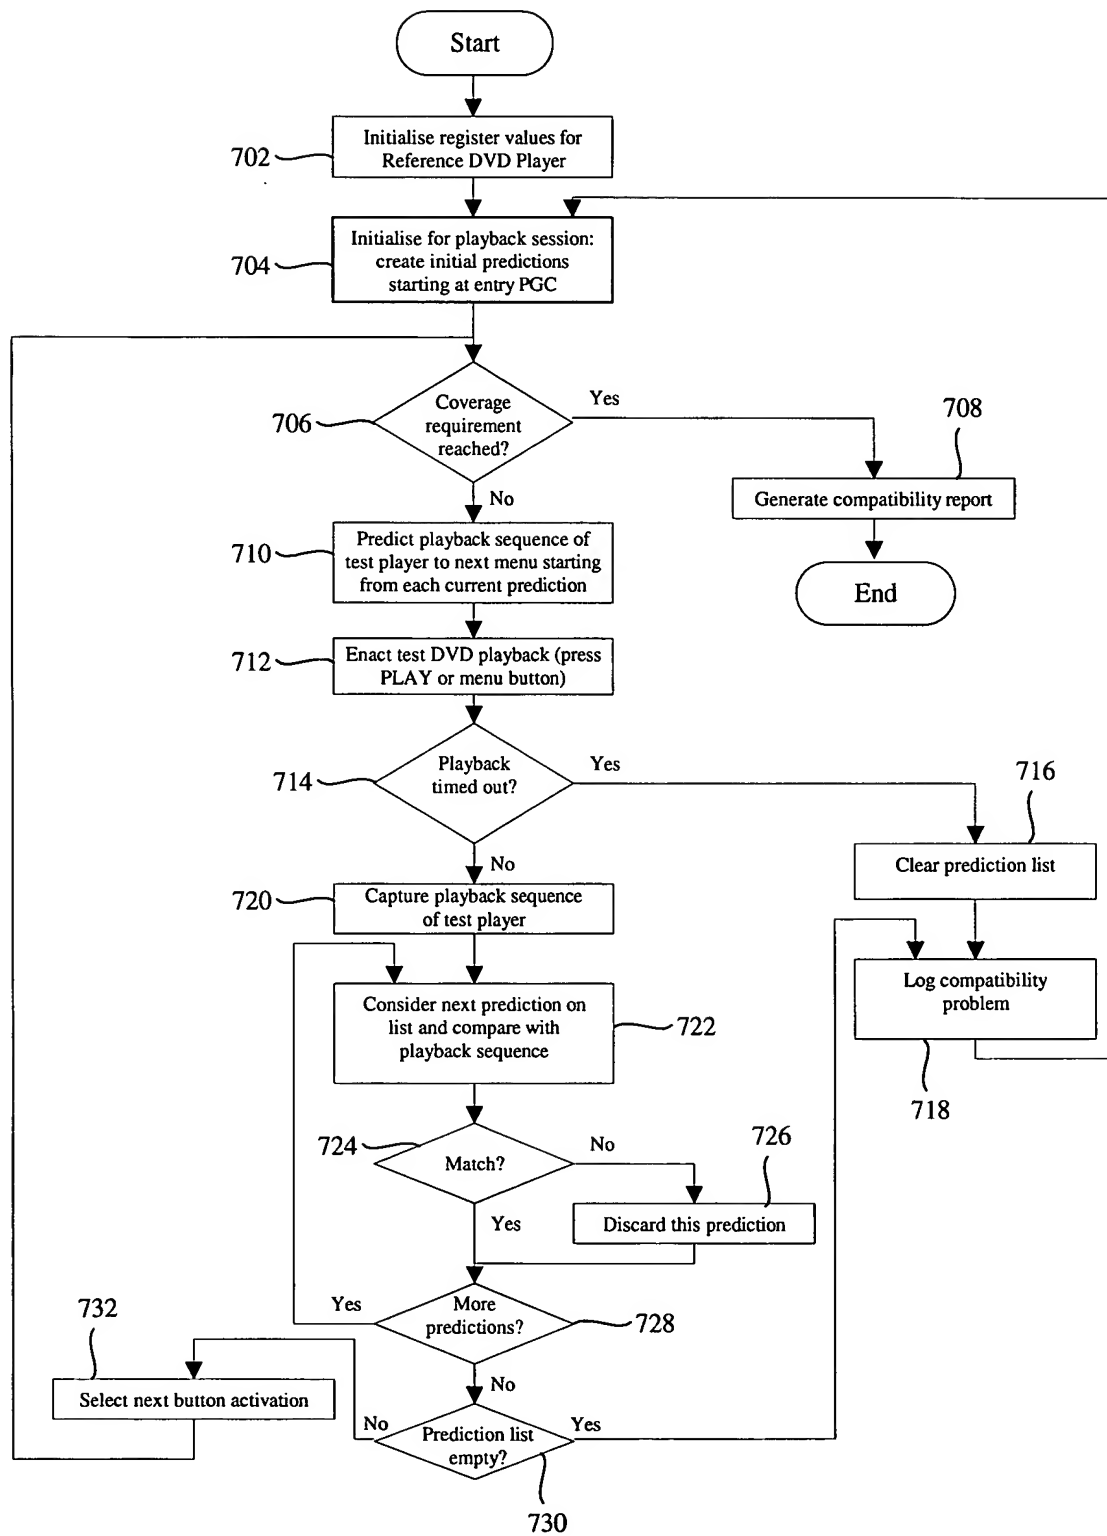 Start
Initialise register values for
Reference DVD Player
702
Initialise for playback session:
create initial predictions
starting at entry PGC
704
Coverage
requirement
reached?
706
Yes
708
No
Generate compatibility report
Predict playback sequence of
test player to next menu starting
from each current prediction
710
End
Enact test DVD playback (press
PLAY or menu button)
712
Playback
timed out?
714
Yes
716
No
Clear prediction list
Capture playback sequence
of test player
720
Log compatibility
problem
718
Consider next prediction on
list and compare with
playback sequence
722
724
Match?
No
726
Yes
Discard this prediction
More
predictions?
Yes
728
732
No
Select next button activation
No
Prediction list
empty?
Yes
730